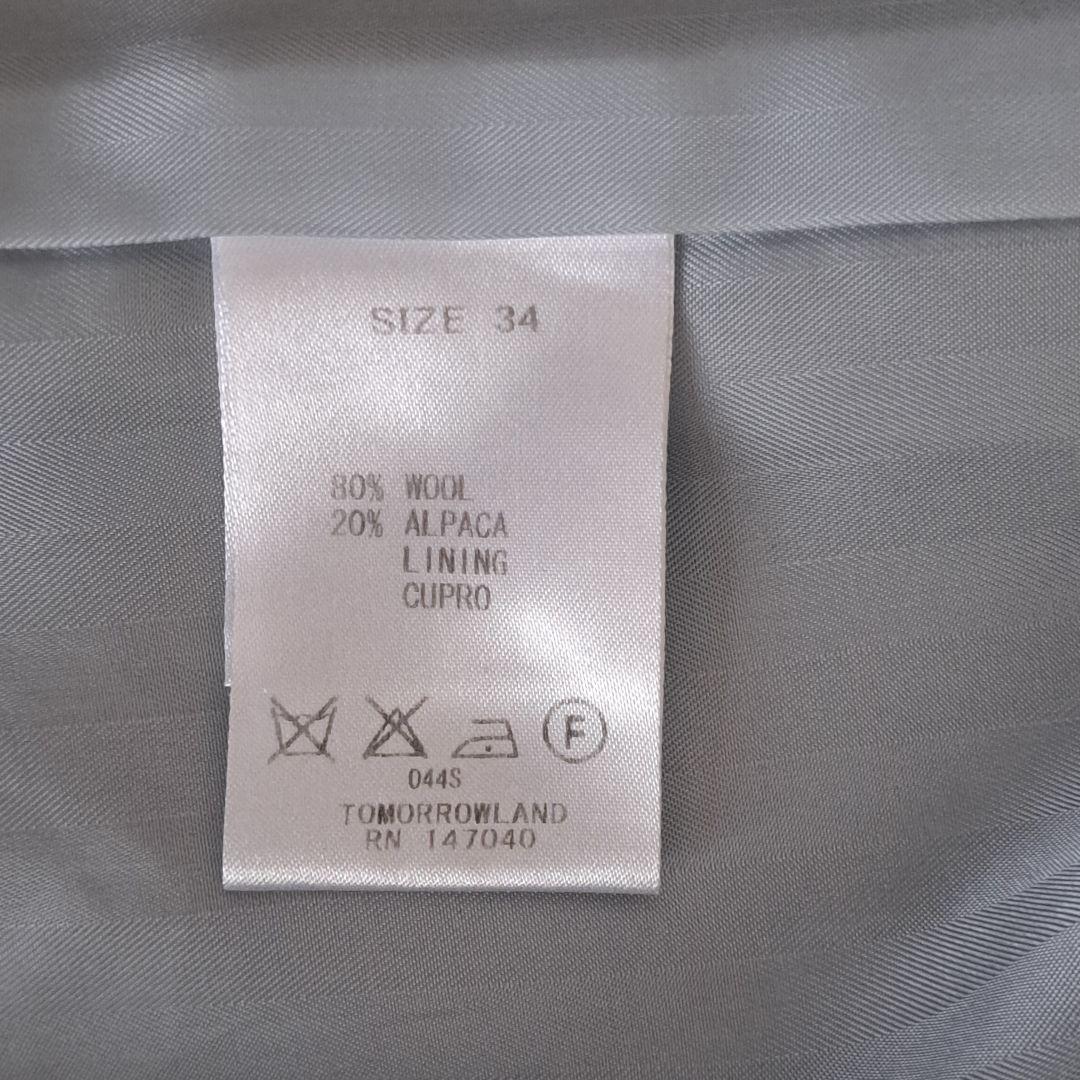 SIZE 34
80% WOOL
20% ALPACA
LINING
CUPRO
F
044S
TOMORROWLAND
RN 147040